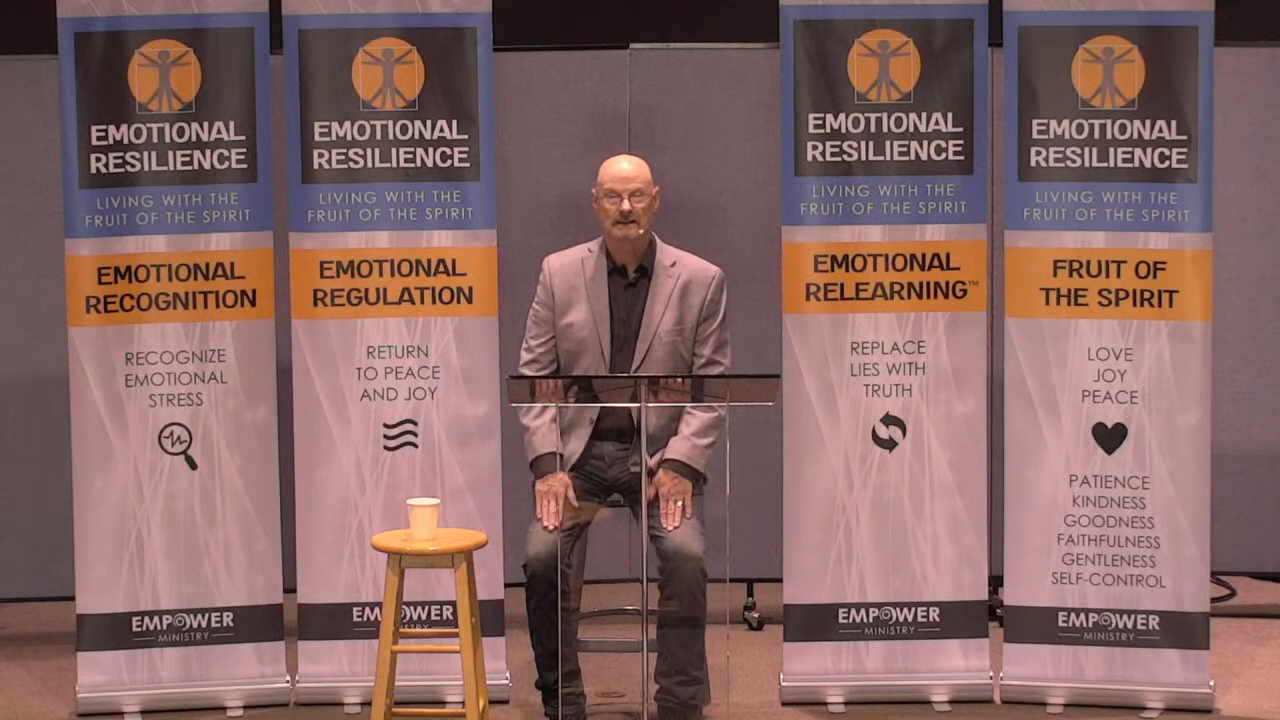 EMOTIONAL
RESILIENCE
LIVING WITH THE
FRUIT OF THE SPIRIT
EMOTIONAL
RECOGNITION
RECOGNIZE
EMOTIONAL
STRESS
EMPOWER
MINISTRY
EMOTIONAL
RESILIENCE
LIVING WITH THE
FRUIT OF THE SPIRIT
EMOTIONAL
REGULATION
RETURN
TO PEACE
AND JOY
EMPOWER
MINISTRY
EMOTIONAL
RESILIENCE
LIVING WITH THE
FRUIT OF THE SPIRIT
EMOTIONAL
RELEARNING™
REPLACE
LIES WITH
TRUTH
EMPOWER
MINISTRY
EMOTIONAL
RESILIENCE
LIVING WITH THE
FRUIT OF THE SPIRIT
FRUIT OF
THE SPIRIT
LOVE
JOY
PEACE
PATIENCE
KINDNESS
GOODNESS
FAITHFULNESS
GENTLENESS
SELF-CONTROL
EMPOWER
MINISTRY